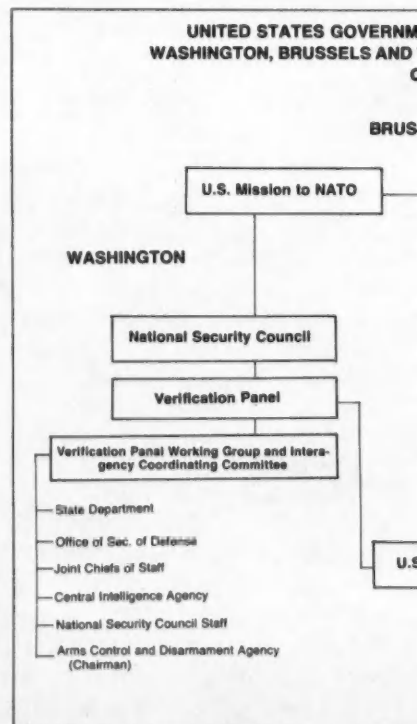 UNITED STATES GOVERNM
WASHINGTON, BRUSSELS AND
BRUS
U.S. Mission to NATO
WASHINGTON
National Security Council
Verification Panel
Verification Panel Working Group and Intera-
gency Coordinating Committee
State Department
Office of Sec. of Defense
U.S
Joint Chiefs of Staff
Central Intelligence Agency
National Security Council Staff
Arms Control and Disarmament Agency
(Chairman)